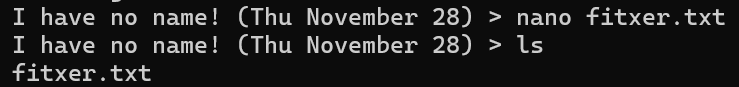 I have no name! (Thu November 28) > nano fitxer.txt
I have no name! (Thu November 28) > ls
fitxer.txt